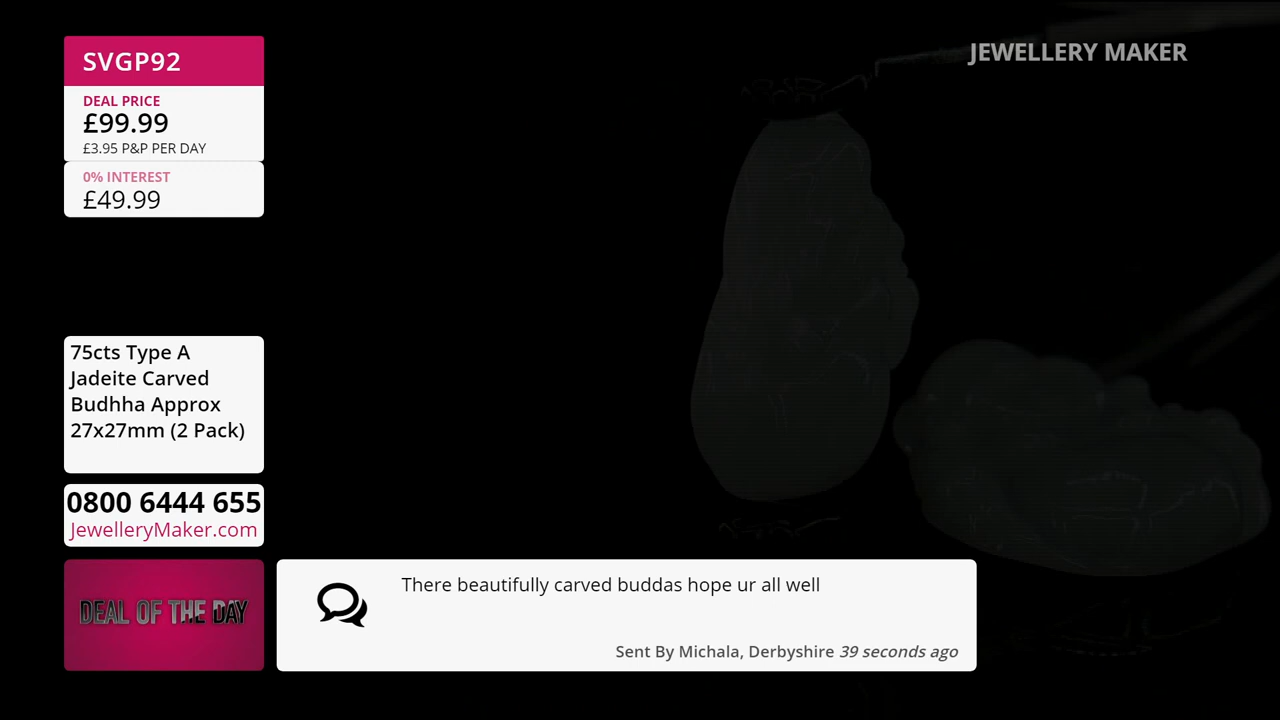 SVGP92
DEAL PRICE
£99.99
£3.95 P&P PER DAY
0% INTEREST
£49.99
JEWELLERY MAKER
75cts Type A
Jadeite Carved
Budhha Approx
27x27mm (2 Pack)
0800 6444 655
JewelleryMaker.com
DEAL OF THE DAY
There beautifully carved buddas hope ur all well
Sent By Michala, Derbyshire 39 seconds ago